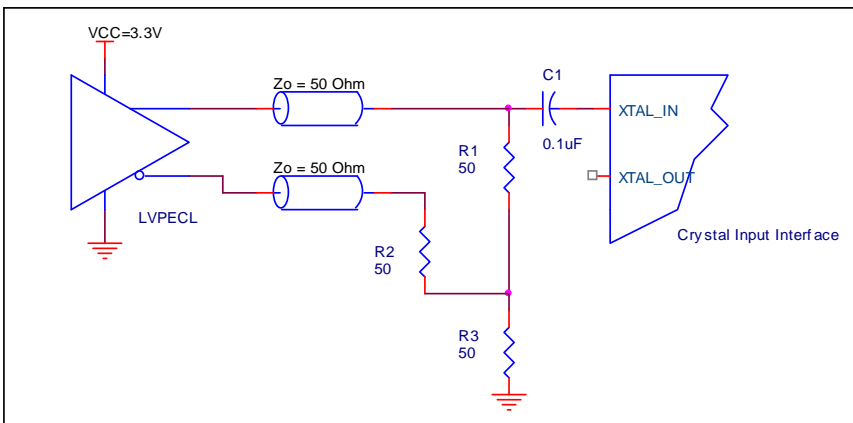 VCC=3.3V
Zo = 50 Ohm
C1
0.1uF
XTAL_IN
R1
50
Zo = 50 Ohm
XTAL_OUT
LVPECL
Crystal Input Interface
R2
50
R3
50